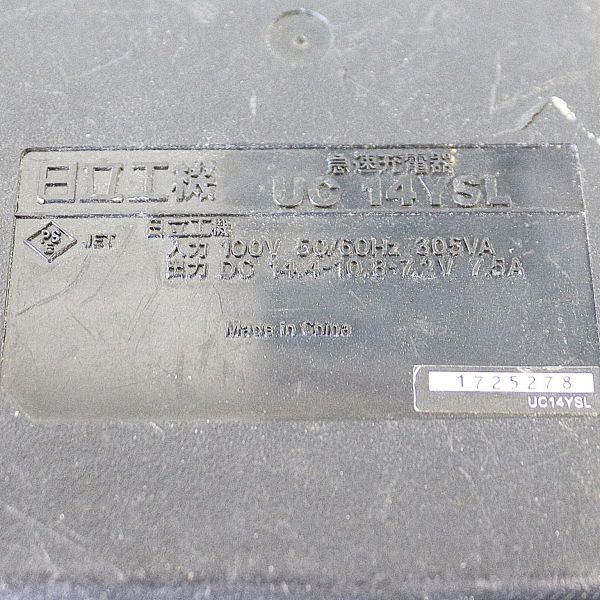 日立工機 急速充電器
UC 14YSL
PS
E
JET 日立工機
入力 100V 50/60Hz 305VA
出力 DC 14.4-10.8-7.2V 7.5A
Made in China
1725278
UC14YSL